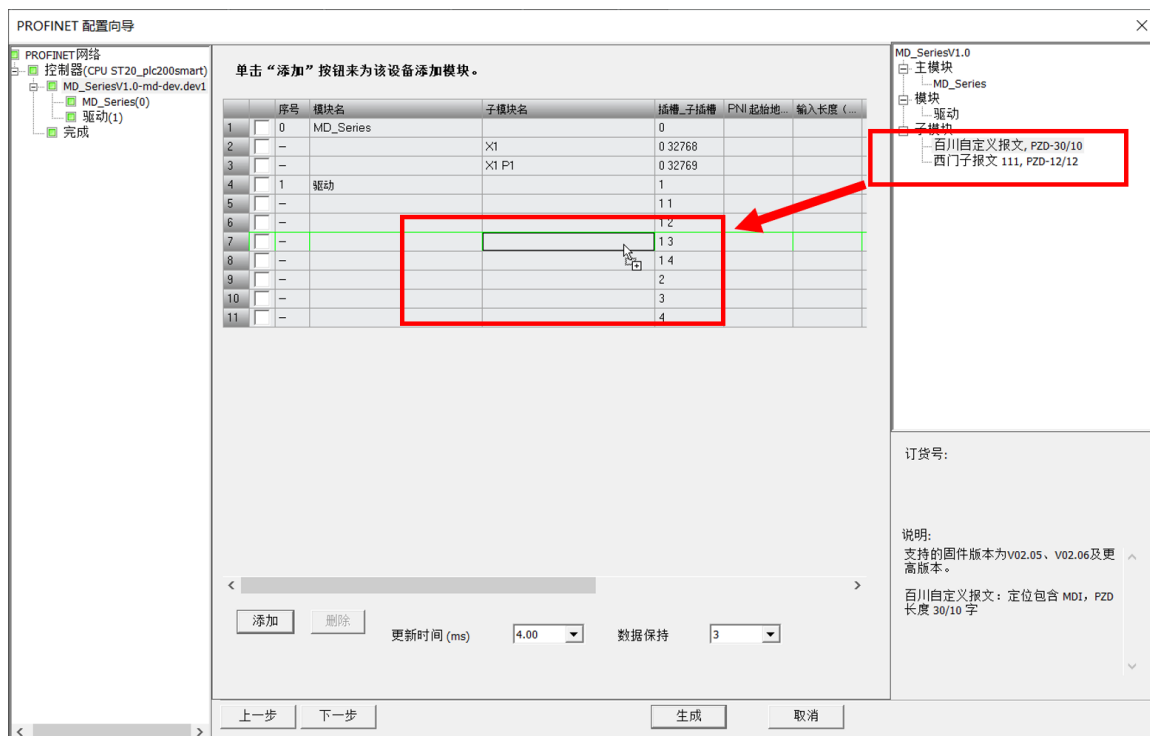 PROFINET 配置向导
PROFINET网络
控制器(CPU ST20_plc200smart)
MD_SeriesV1.0-md-dev.dev1
MD_Series(0)
驱动(1)
完成
单击“添加”按钮来为该设备添加模块。
序号 模块名 子模块名 插槽_子插槽 PNI 起始地... 输入长度 (...
1 0 MD_Series 0
2 – X1 0 32768
3 – X1 P1 0 32769
4 1 驱动 1
5 – 1 1
6 – 1 2
7 – 1 3
8 – 1 4
9 – 2
10 – 3
11 – 4
添加 删除 更新时间 (ms) 4.00 数据保持 3
上一步 下一步 生成 取消
MD_SeriesV1.0
主模块
MD_Series
模块
驱动
子模块
百川自定义报文, PZD-30/10
西门子报文 111, PZD-12/12
订货号:
说明:
支持的固件版本为V02.05、V02.06及更
高版本。
百川自定义报文：定位包含 MDI，PZD
长度 30/10 字